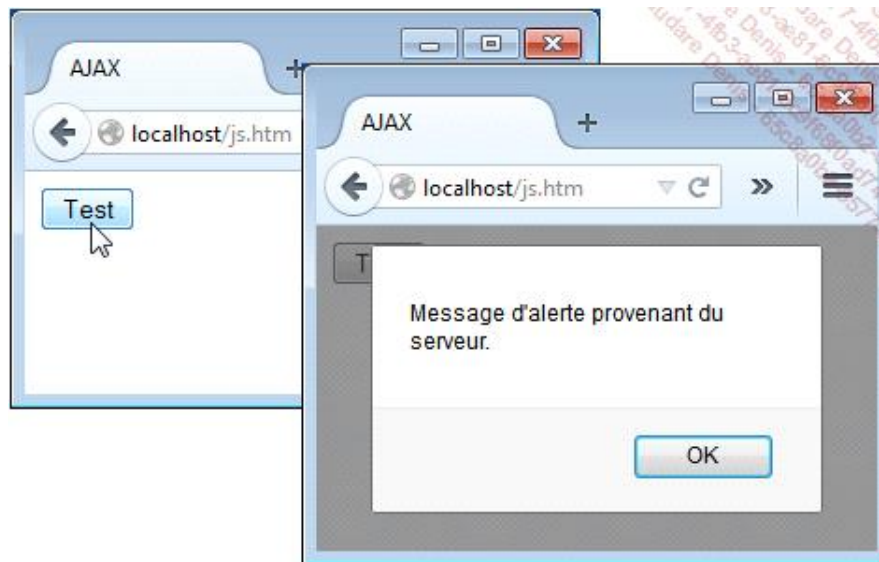 AJAX
localhost/js.htm
Test
AJAX
localhost/js.htm
Message d'alerte provenant du
serveur.
OK